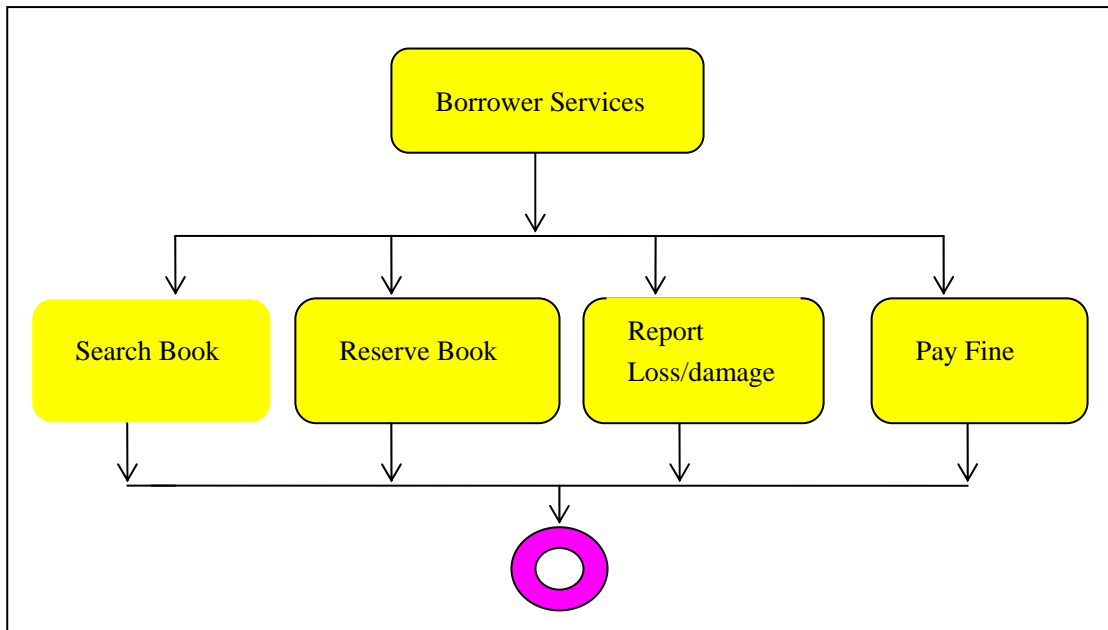 Borrower Services
Search Book
Reserve Book
Report
Loss/damage
Pay Fine